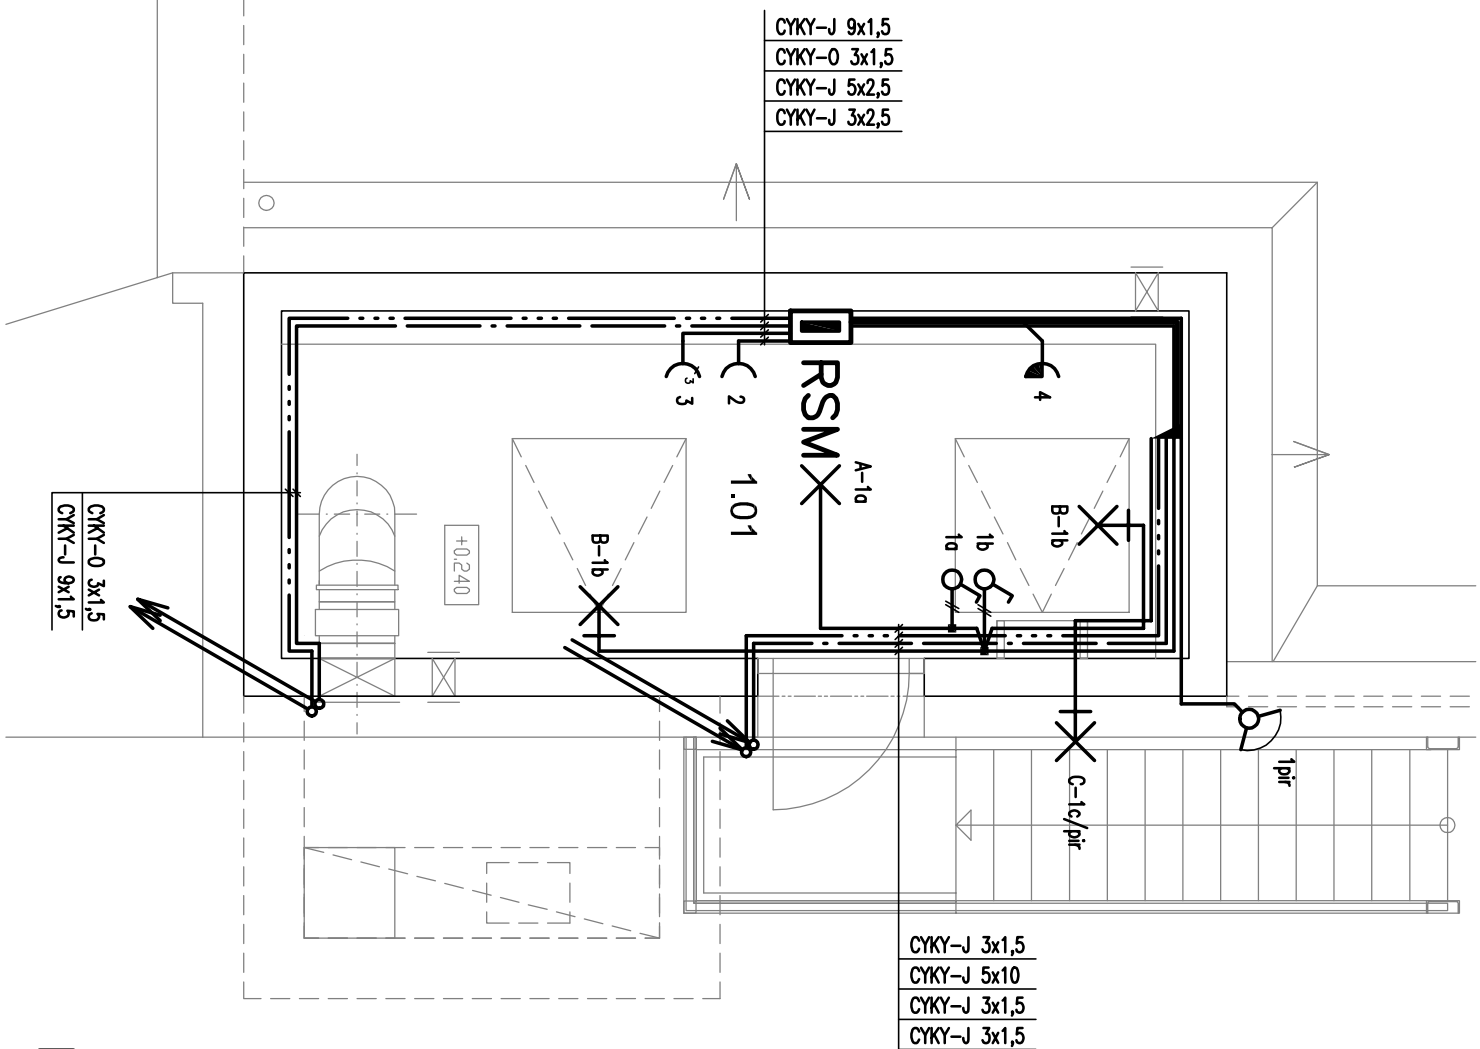 CYKY-J 9x1,5
CYKY-O 3x1,5
CYKY-J 5x2,5
CYKY-J 3x2,5
3
3
2
RSM
4
A-1a
1.01
B-1b
1a
1b
B-1b
+0.240
CYKY-O 3x1,5
CYKY-J 9x1,5
1pir
C-1c/pir
CYKY-J 3x1,5
CYKY-J 5x10
CYKY-J 3x1,5
CYKY-J 3x1,5